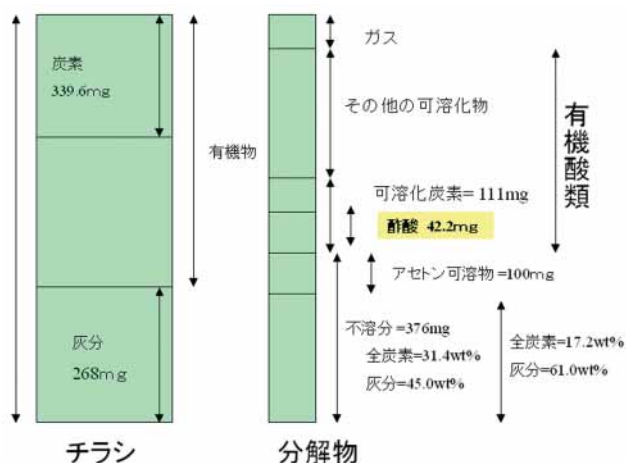 炭素
339.6mg
有機物
灰分
268mg
チラシ
ガス
その他の可溶化物
可溶化炭素= 111mg
酢酸 42.2mg
有機酸類
アセトン可溶物=100mg
不溶分=376mg
全炭素=31.4wt%
灰分=45.0wt%
全炭素=17.2wt%
灰分=61.0wt%
分解物